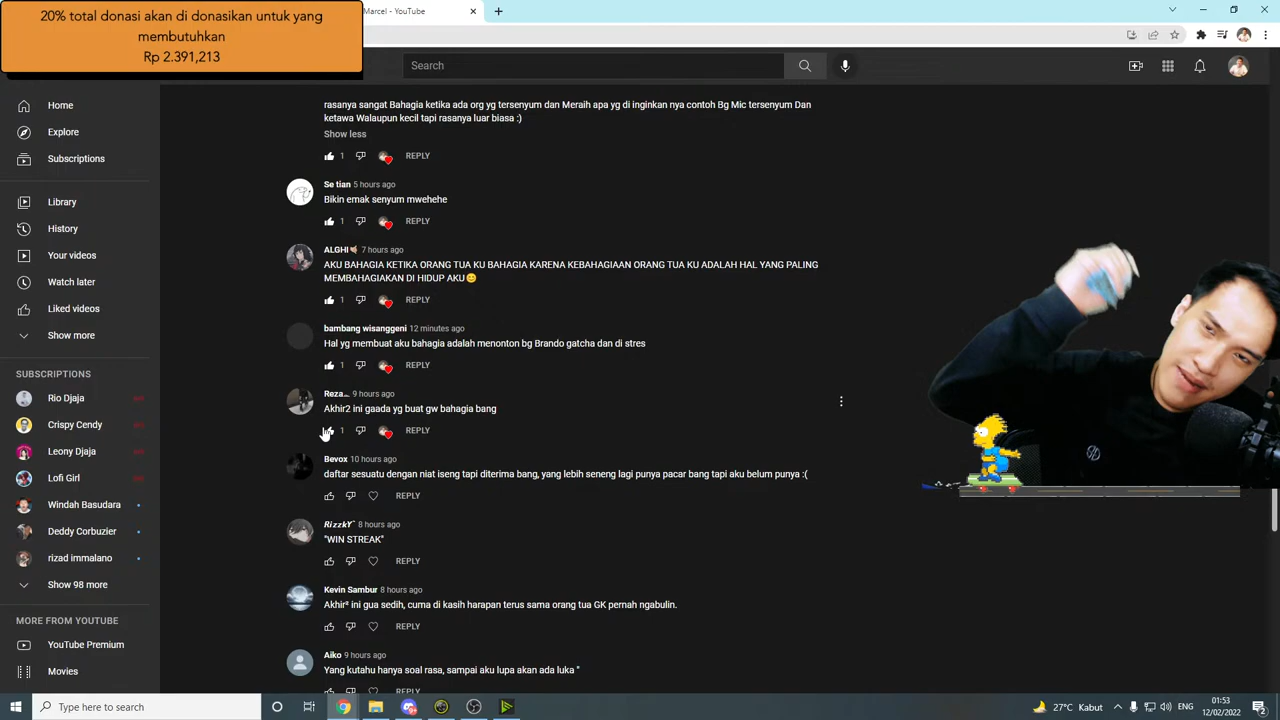 20% total donasi akan di donasikan untuk yang
membutuhkan
Rp 2.391,213
Marcel - YouTube
Search
Home
Explore
Subscriptions
Library
History
Your videos
Watch later
Liked videos
Show more
SUBSCRIPTIONS
Rio Djaja
Crispy Cendy
Leony Djaja
Lofi Girl
Windah Basudara
Deddy Corbuzier
rizad immalano
Show 98 more
MORE FROM YOUTUBE
YouTube Premium
Movies
rasanya sangat Bahagia ketika ada org yg tersenyum dan Meraih apa yg di inginkan nya contoh Bg Mic tersenyum Dan
ketawa Walaupun kecil tapi rasanya luar biasa :)
Show less
1 REPLY
Se tian 5 hours ago
Bikin emak senyum mwehehe
1 REPLY
ALGHI 7 hours ago
AKU BAHAGIA KETIKA ORANG TUA KU BAHAGIA KARENA KEBAHAGIAAN ORANG TUA KU ADALAH HAL YANG PALING
MEMBAHAGIAKAN DI HIDUP AKU😊
1 REPLY
bambang wisanggeni 12 minutes ago
Hal yg membuat aku bahagia adalah menonton bg Brando gatcha dan di stres
1 REPLY
Reza 9 hours ago
Akhir2 ini gaada yg buat gw bahagia bang
1 REPLY
Bevox 10 hours ago
daftar sesuatu dengan niat iseng tapi diterima bang, yang lebih seneng lagi punya pacar bang tapi aku belum punya :(
REPLY
RizzkY 8 hours ago
"WIN STREAK"
REPLY
Kevin Sambur 8 hours ago
Akhir² ini gua sedih, cuma di kasih harapan terus sama orang tua GK pernah ngabulin.
REPLY
Aiko 9 hours ago
Yang kutahu hanya soal rasa, sampai aku lupa akan ada luka "
REPLY
Type here to search
27°C Kabut
ENG
01:53
12/02/2022
2